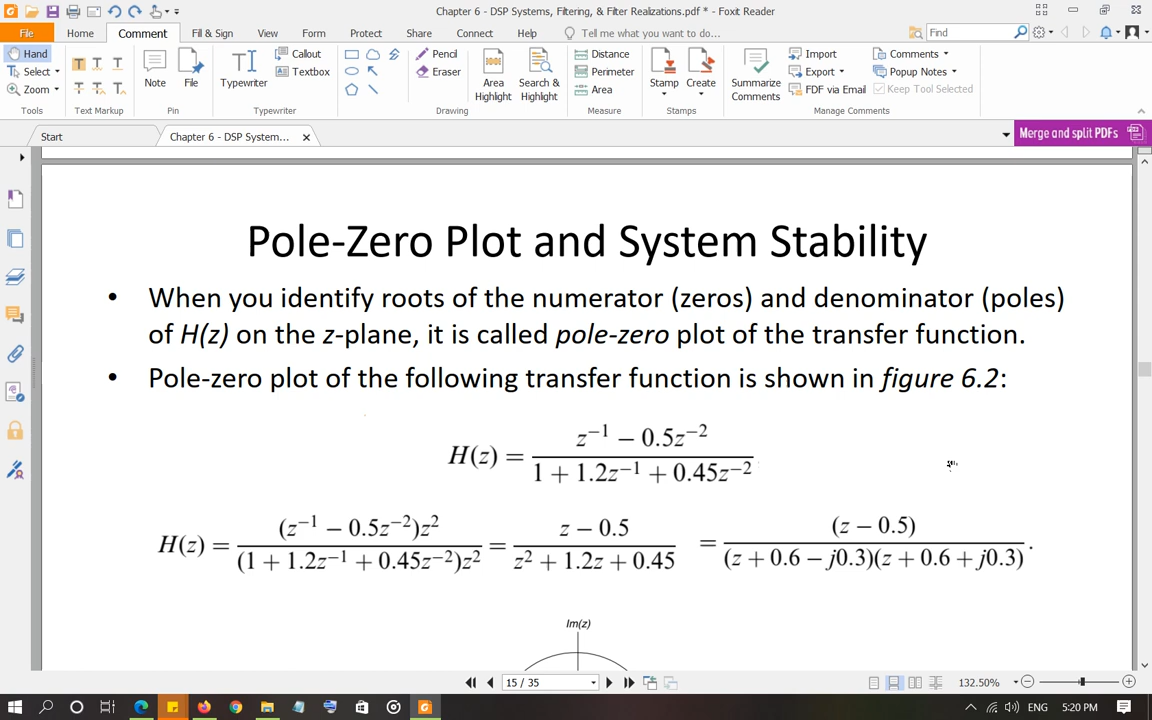 Chapter 6 - DSP Systems, Filtering, & Filter Realizations.pdf * - Foxit Reader
File Home Comment Fill & Sign View Form Protect Share Connect Help Tell me what you want to do... Find
Hand
Select
Zoom
Tools
Text Markup
Note
File
Pin
Typewriter
Callout
Textbox
Typewriter
Pencil
Eraser
Area Highlight
Search & Highlight
Drawing
Distance
Perimeter
Area
Measure
Stamp
Create
Stamps
Summarize Comments
Import
Export
FDF via Email
Comments
Popup Notes
Keep Tool Selected
Manage Comments
Start Chapter 6 - DSP System... Merge and split PDFs
Pole-Zero Plot and System Stability
• When you identify roots of the numerator (zeros) and denominator (poles)
of H(z) on the z-plane, it is called pole-zero plot of the transfer function.
• Pole-zero plot of the following transfer function is shown in figure 6.2:
H(z) = (z⁻¹ − 0.5z⁻²) / (1 + 1.2z⁻¹ + 0.45z⁻²)
H(z) = ((z⁻¹ − 0.5z⁻²)z²) / ((1 + 1.2z⁻¹ + 0.45z⁻²)z²) = (z − 0.5) / (z² + 1.2z + 0.45) = (z − 0.5) / ((z + 0.6 − j0.3)(z + 0.6 + j0.3)).
Im(z)
15 / 35 132.50%
ENG 5:20 PM